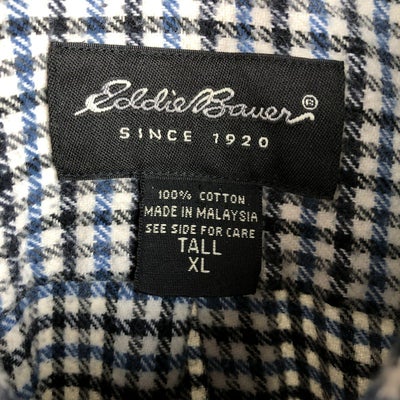 Eddie Bauer®
SINCE 1920
100% COTTON
MADE IN MALAYSIA
SEE SIDE FOR CARE
TALL
XL